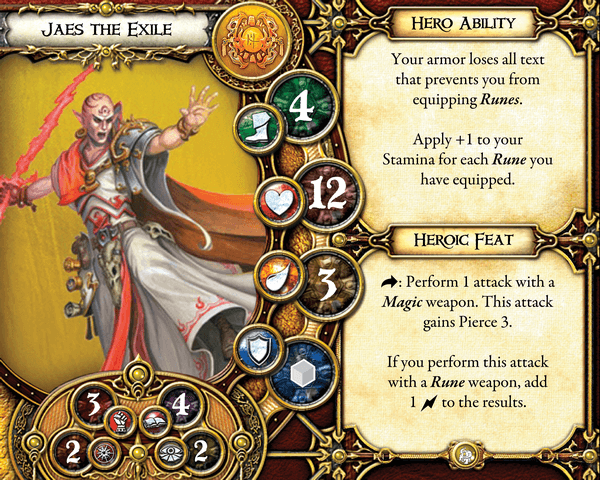 Jaes the Exile
4
12
3
3
4
2
2
Hero Ability
Your armor loses all text
that prevents you from
equipping Runes.
Apply +1 to your
Stamina for each Rune you
have equipped.
Heroic Feat
: Perform 1 attack with a
Magic weapon. This attack
gains Pierce 3.
If you perform this attack
with a Rune weapon, add
1 to the results.